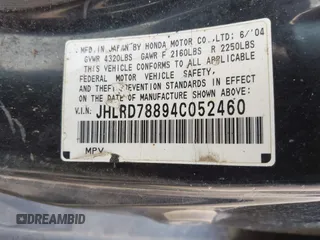 MFD. IN JAPAN BY HONDA MOTOR CO.,LTD; 6/'04
GVWR 4320LBS GAWR F 2160LBS R 2250LBS
THIS VEHICLE CONFORMS TO ALL APPLICABLE
FEDERAL MOTOR VEHICLE SAFETY, BUMPER,
AND THEFT PREVENTION STANDARDS IN EFFECT
ON THE DATE OF MANUFACTURE SHOWN ABOVE.
V.I.N. JHLRD78894C052460
MPV
DREAMBID